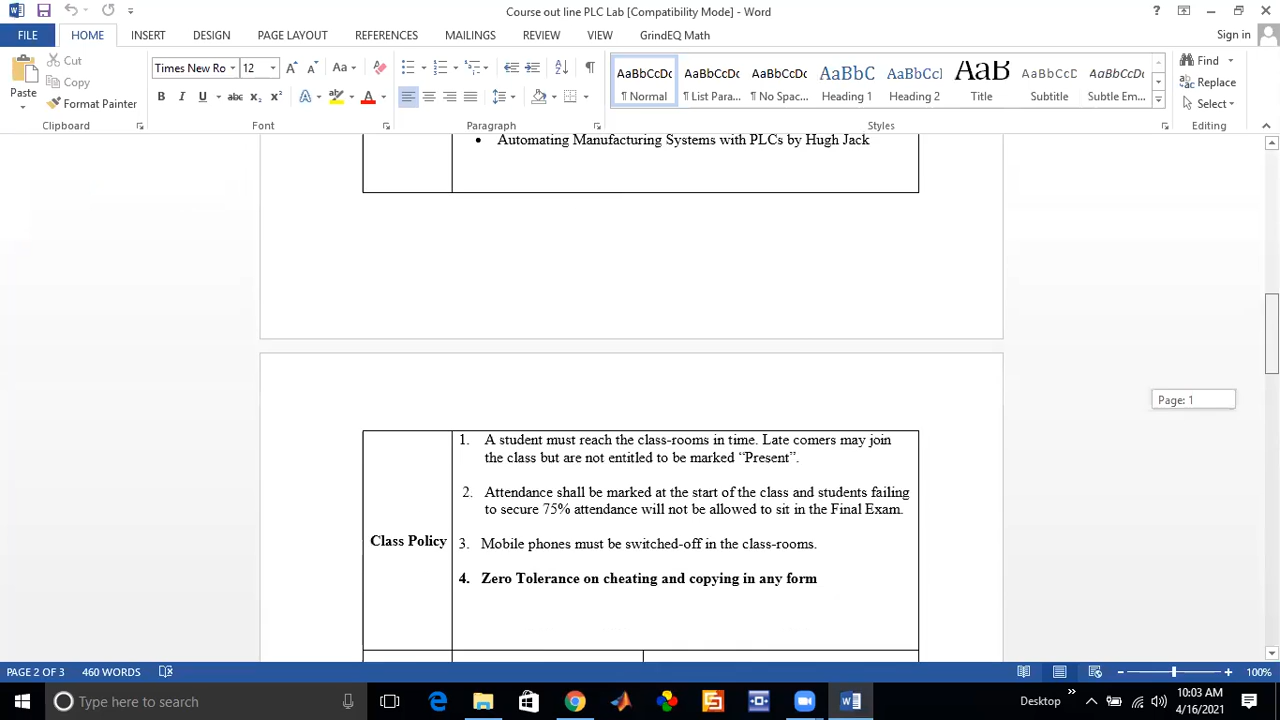 Course out line PLC Lab [Compatibility Mode] - Word
?
FILE HOME INSERT DESIGN PAGE LAYOUT REFERENCES MAILINGS REVIEW VIEW GrindEQ Math Sign in
Paste
Cut
Copy
Format Painter
Times New Ro 12
AaBbCcDc AaBbCcDc AaBbCcDc AaBbC AaBbCcl AaB AaBbCcDc AaBbCcDc
¶ Normal ¶ List Para... ¶ No Spac... Heading 1 Heading 2 Title Subtitle Subtle Em...
Find
Replace
Select
Clipboard Font Paragraph Styles Editing
• Automating Manufacturing Systems with PLCs by Hugh Jack
Page: 1
Class Policy
1. A student must reach the class-rooms in time. Late comers may join
the class but are not entitled to be marked “Present”.
2. Attendance shall be marked at the start of the class and students failing
to secure 75% attendance will not be allowed to sit in the Final Exam.
3. Mobile phones must be switched-off in the class-rooms.
4. Zero Tolerance on cheating and copying in any form
PAGE 2 OF 3 460 WORDS 100%
Type here to search
Desktop
10:03 AM
4/16/2021